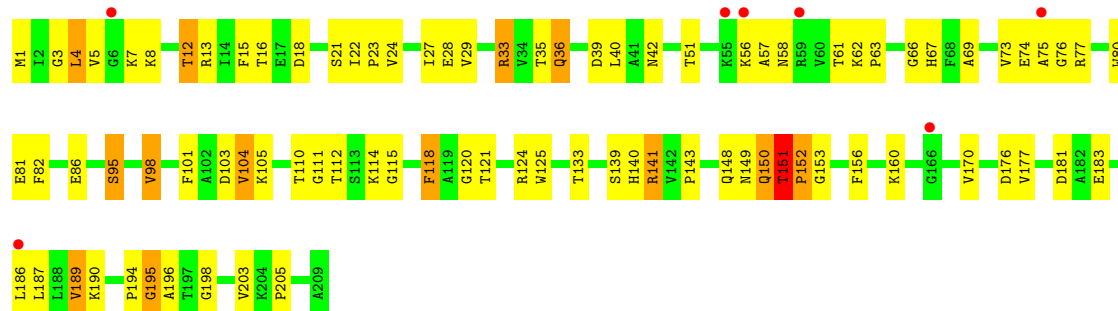 M1 I2 G3 L4 V5 G6 K7 K8 T12 R13 I14 F15 T16 E17 D18 S21 I22 P23 V24 I27 E28 V29 R33 V34 T35 Q36 D39 L40 A41 N42 T51 K55 K56 A57 N58 R59 V60 T61 K62 P63 G66 H67 F68 A69 V73 E74 A75 G76 R77 W80
E81 F82 E86 S95 V98 F101 A102 D103 V104 K105 T110 G111 T112 S113 K114 G115 F118 A119 G120 T121 R124 W125 T133 S139 H140 R141 V142 P143 Q148 N149 Q150 T151 P152 G153 F156 K160 G166 V170 D176 V177 D181 A182 E183
L186 L187 L188 V189 K190 P194 G195 A196 T197 G198 V203 K204 P205 A209